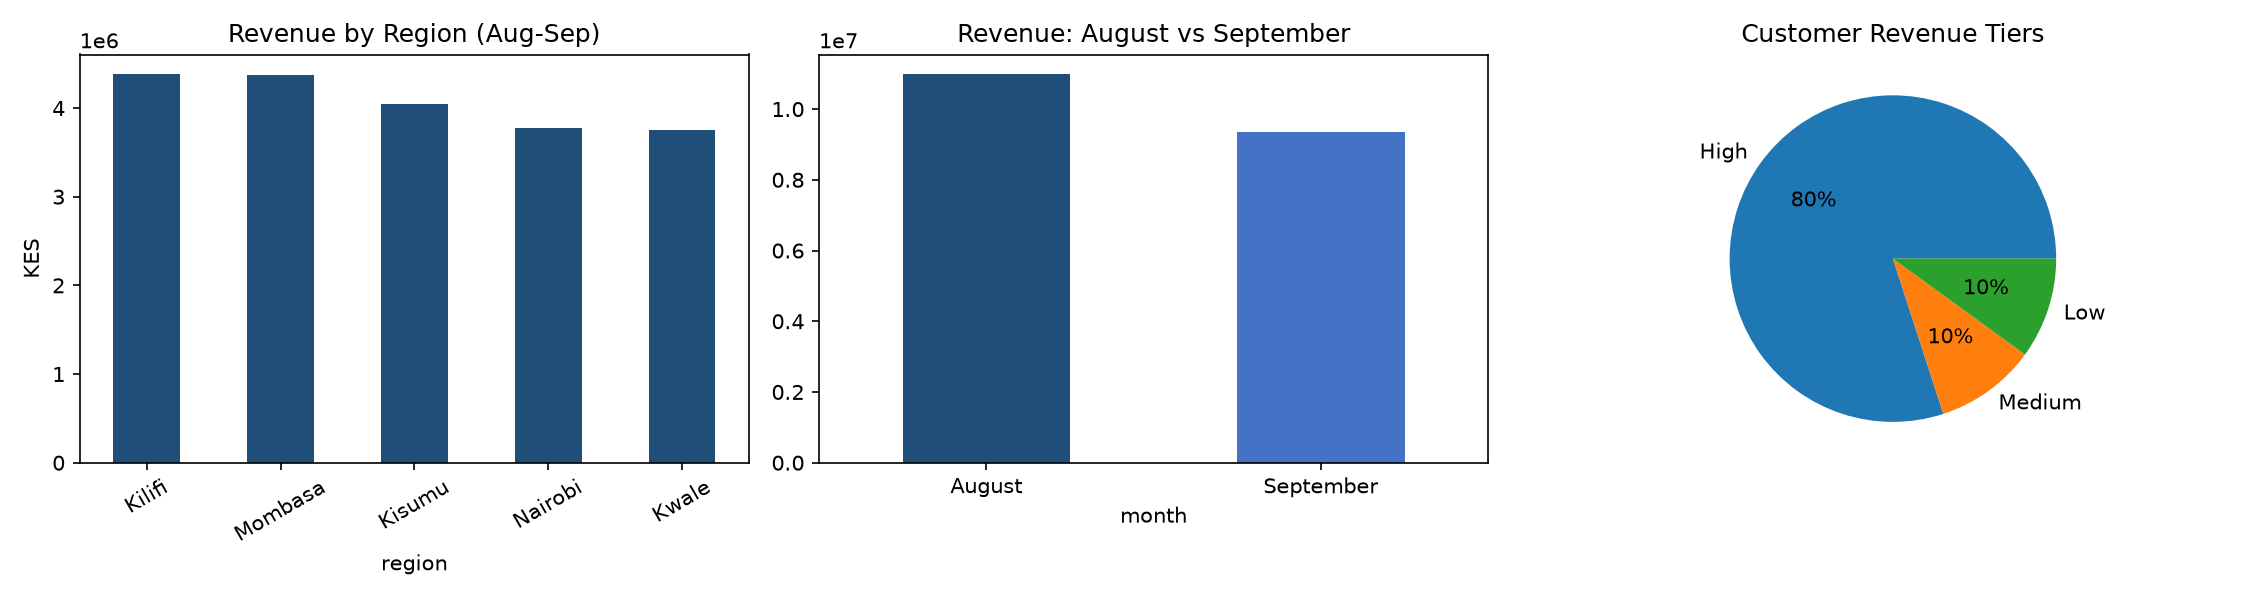 Revenue by Region (Aug-Sep)
1e6
KES
4
3
2
1
0
Kilifi
Mombasa
Kisumu
Nairobi
Kwale
region
Revenue: August vs September
1e7
1.0
0.8
0.6
0.4
0.2
0.0
August
September
month
Customer Revenue Tiers
High
80%
10%
Low
10%
Medium